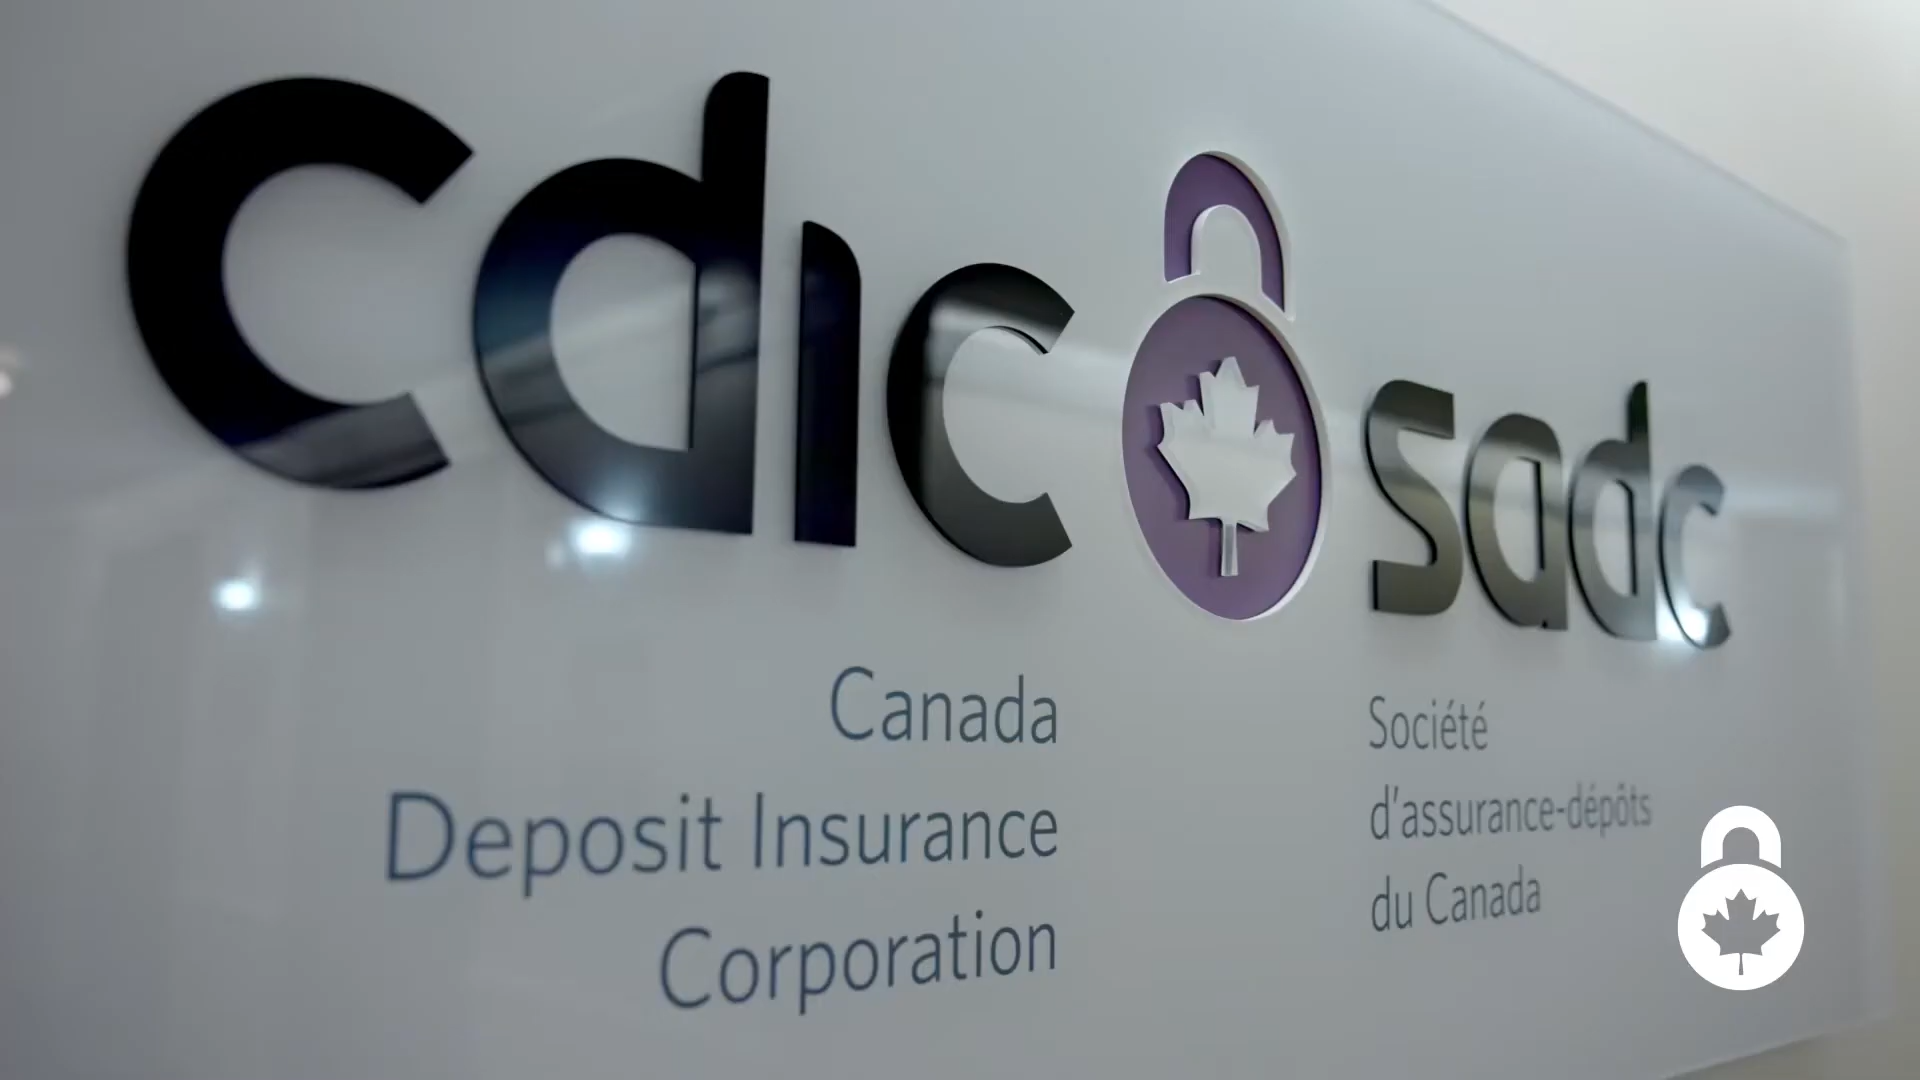 cdic sadc
Canada
Deposit Insurance
Corporation
Société
d'assurance-dépôts
du Canada